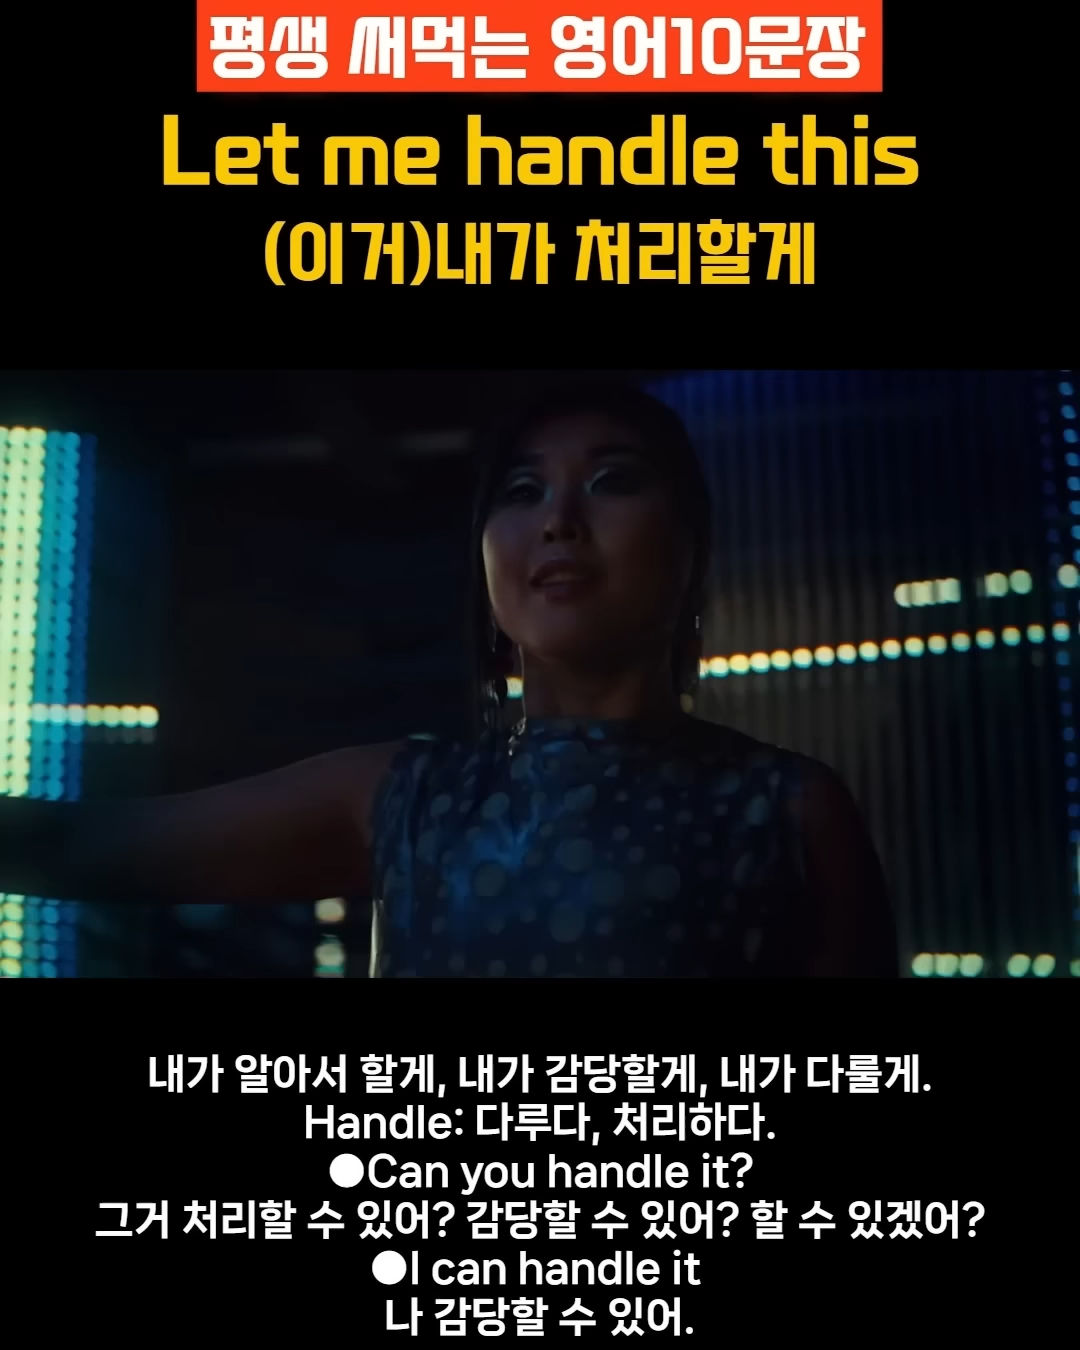 평생 써먹는 영어10문장
Let me handle this
(이거)내가 처리할게
내가 알아서 할게, 내가 감당할게, 내가 다룰게.
Handle: 다루다, 처리하다.
●Can you handle it?
그거 처리할 수 있어? 감당할 수 있어? 할 수 있겠어?
●I can handle it
나 감당할 수 있어.